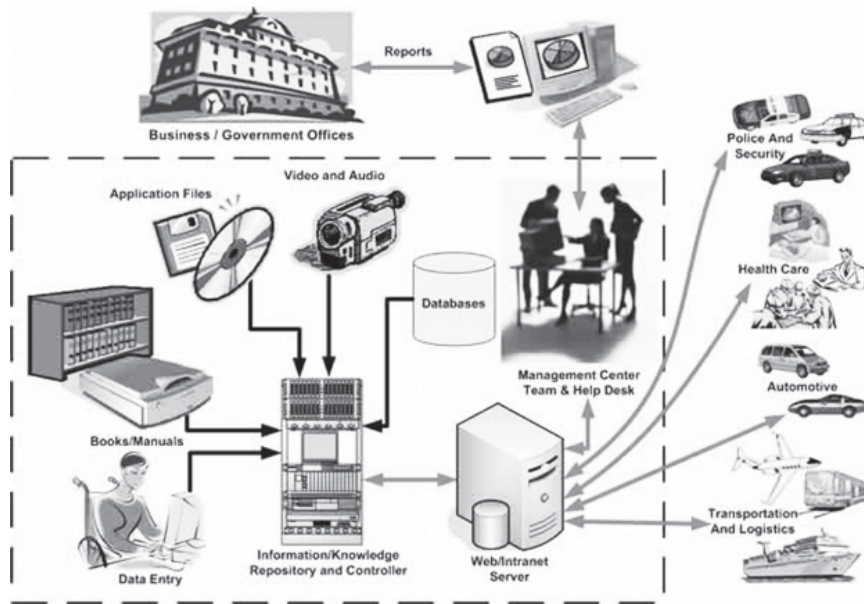 Reports
Business / Government Offices
Police And
Security
Video and Audio
Application Files
Health Care
Databases
Management Center
Team & Help Desk
Automotive
Books/Manuals
Transportation
And Logistics
Information/Knowledge
Repository and Controller
Web/Intranet
Server
Data Entry